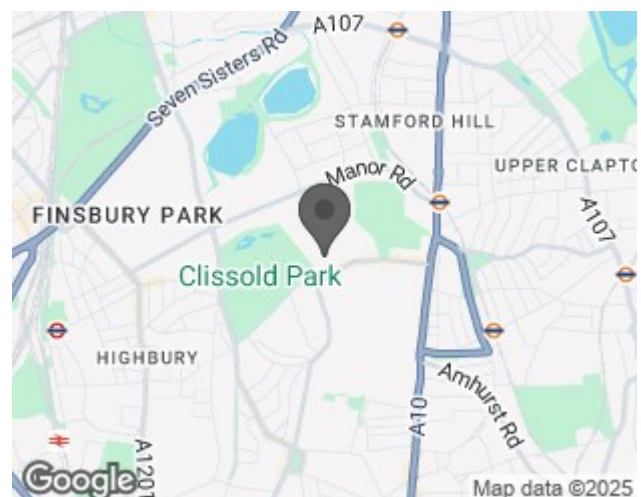 A107
Seven Sisters Rd
STAMFORD HILL
Manor Rd
UPPER CLAPTO
FINSBURY PARK
A107
Clissold Park
HIGHBURY
Amhurst Rd
A10
A1201
Google
Map data ©2025